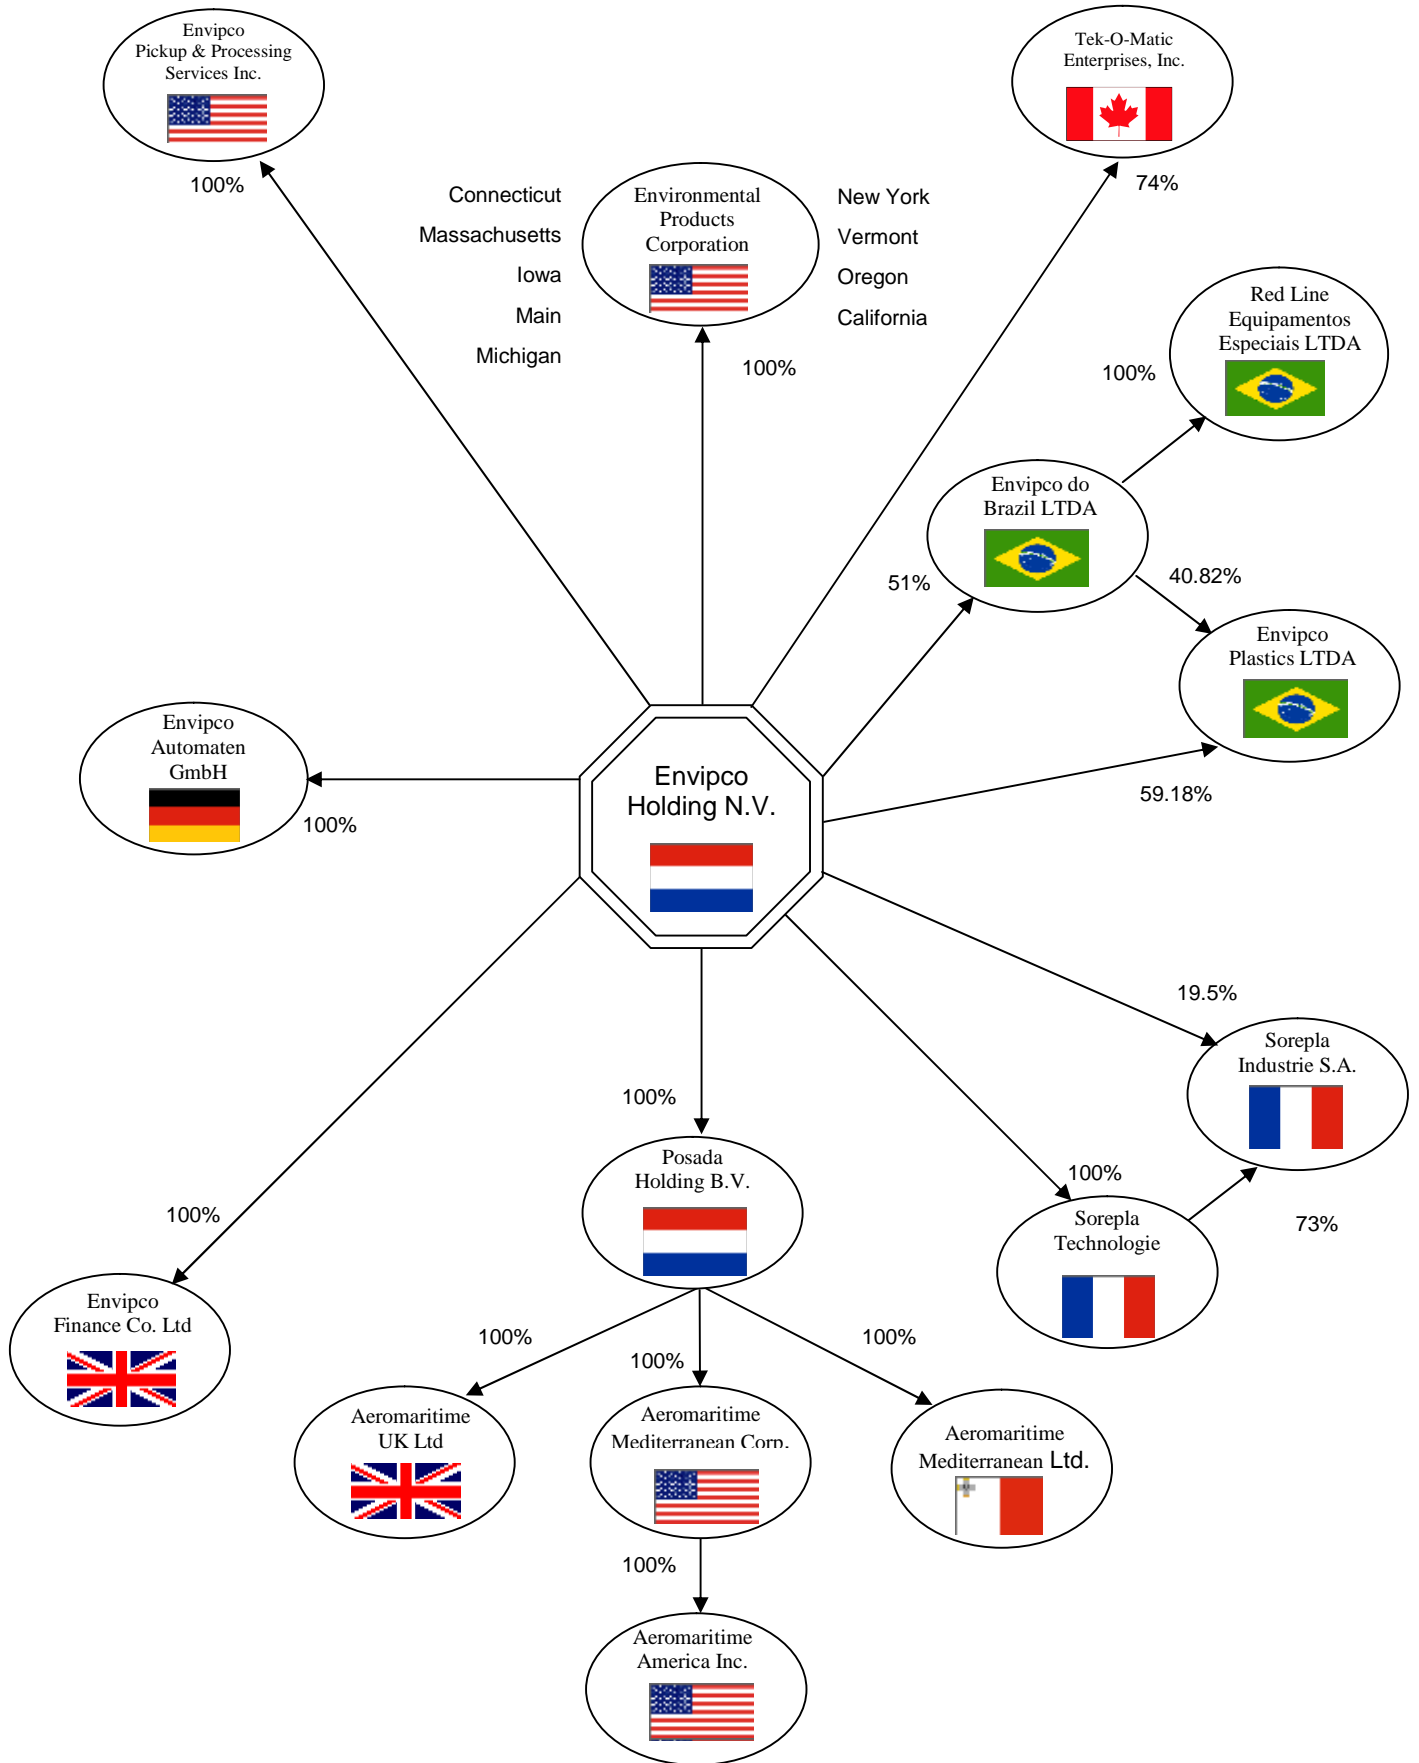 Envipco
Pickup & Processing
Services Inc.
100%
Tek-O-Matic
Enterprises, Inc.
74%
Connecticut
Massachusetts
Iowa
Main
Michigan
Environmental
Products
Corporation
100%
New York
Vermont
Oregon
California
Red Line
Equipamentos
Especiais LTDA
100%
Envipco do
Brazil LTDA
51%
40.82%
Envipco
Plastics LTDA
59.18%
Envipco
Automaten
GmbH
100%
Envipco
Holding N.V.
19.5%
Sorepla
Industrie S.A.
100%
Posada
Holding B.V.
100%
Sorepla
Technologie
73%
100%
Envipco
Finance Co. Ltd
100%
100%
100%
Aeromaritime
UK Ltd
Aeromaritime
Mediterranean Corp.
Aeromaritime
Mediterranean Ltd.
100%
Aeromaritime
America Inc.